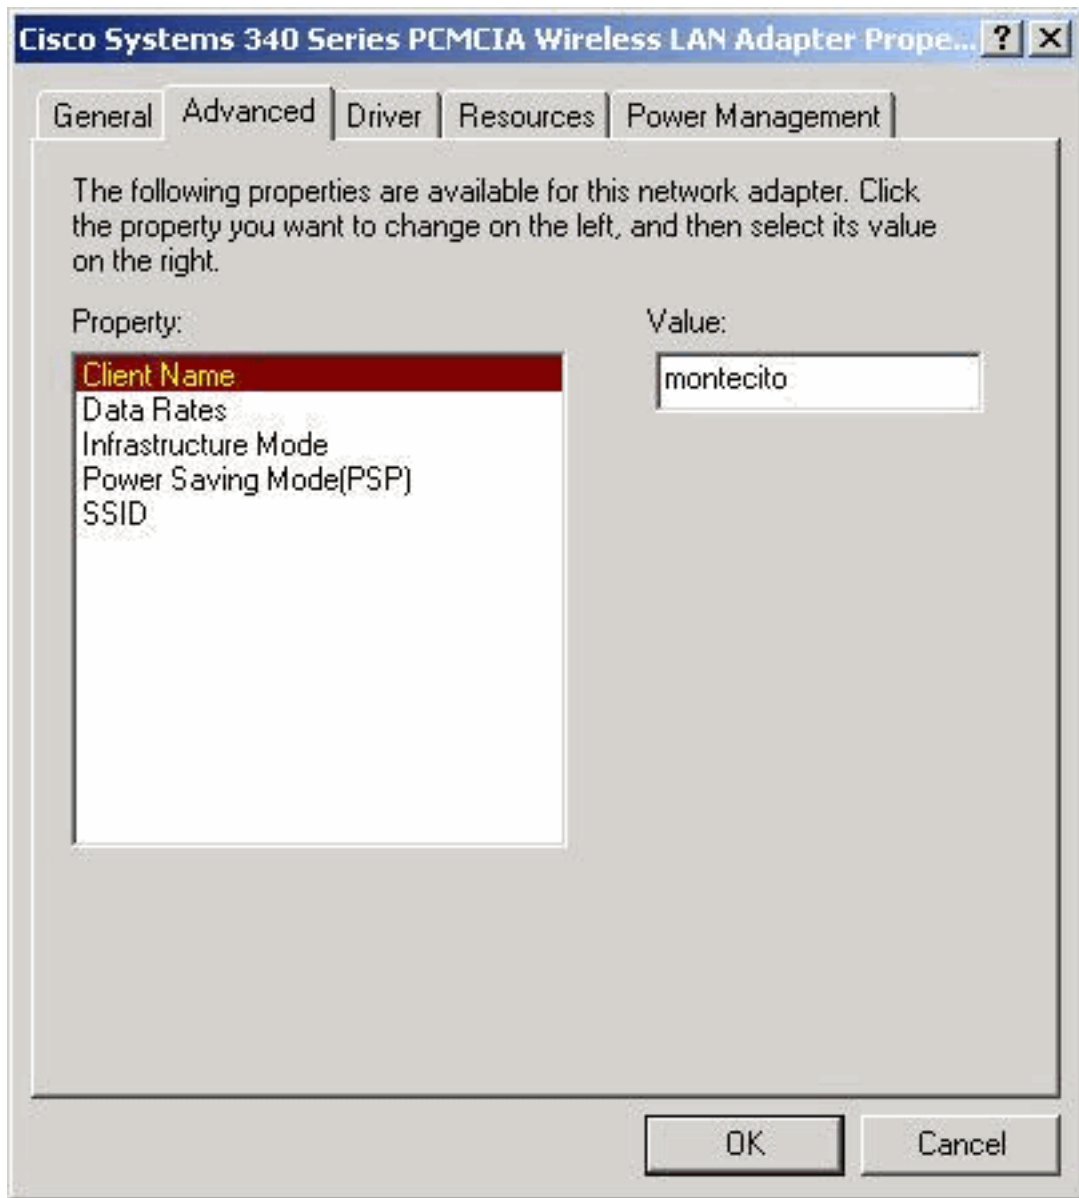 Cisco Systems 340 Series PCMCIA Wireless LAN Adapter Prope... ? X
General Advanced Driver Resources Power Management
The following properties are available for this network adapter. Click
the property you want to change on the left, and then select its value
on the right.
Property:
Value:
Client Name
montecito
Data Rates
Infrastructure Mode
Power Saving Mode(PSP)
SSID
OK
Cancel